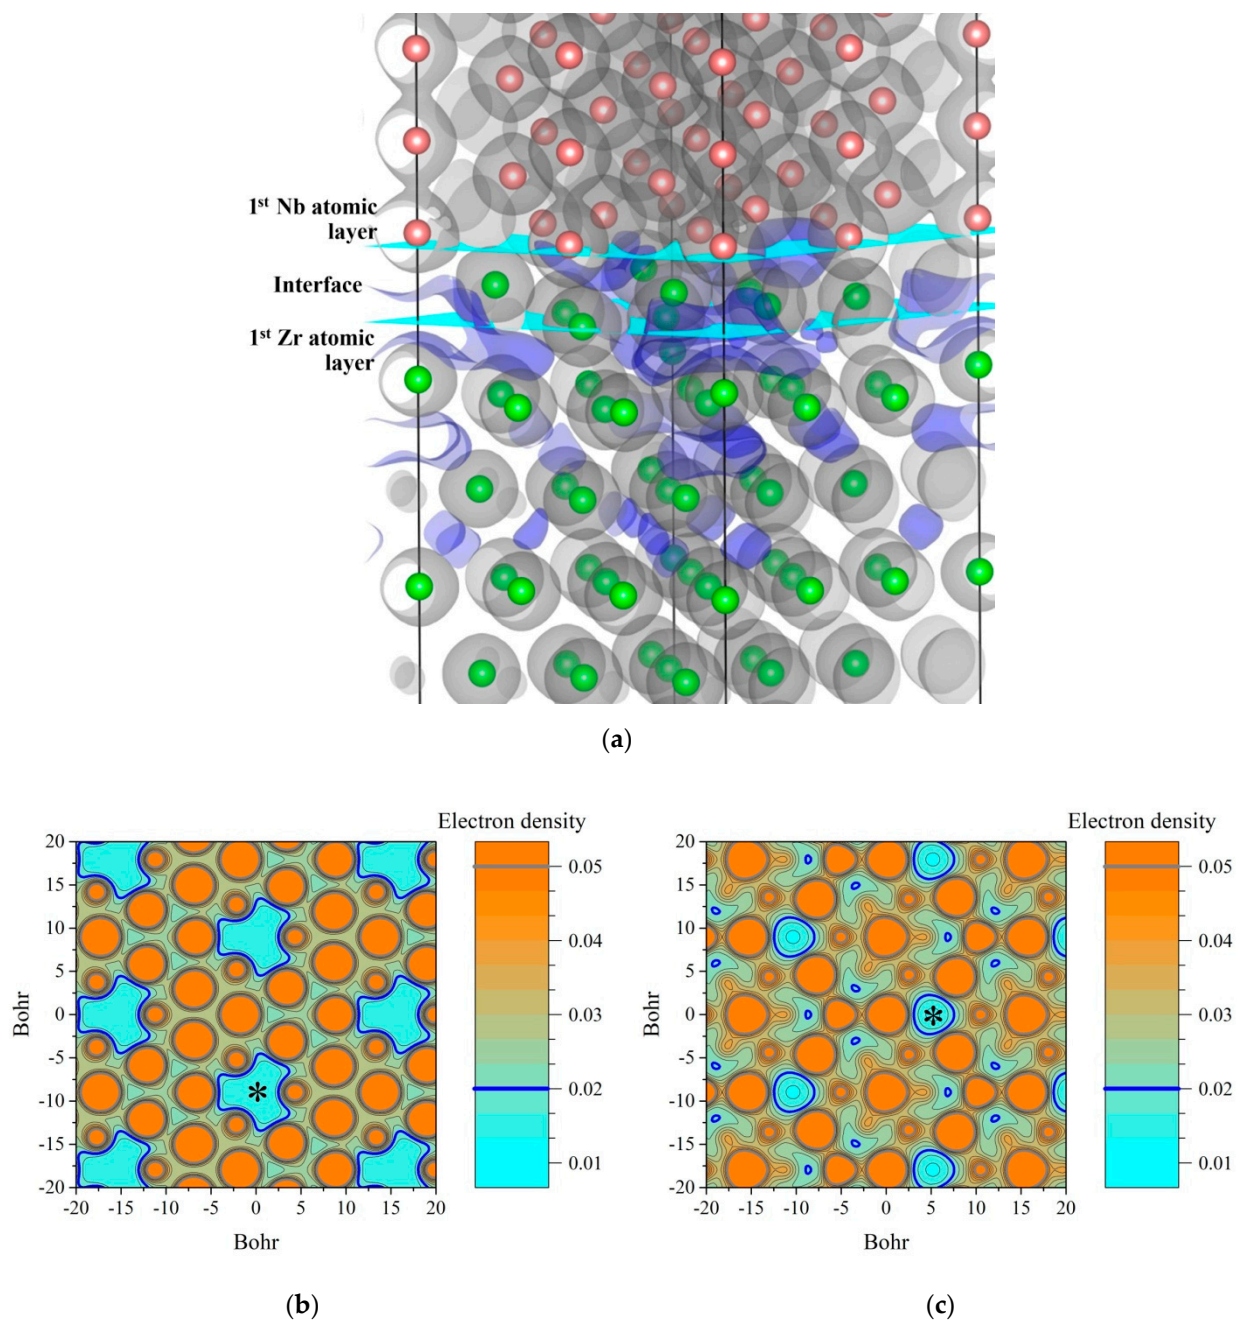 1st Nb atomic
layer
Interface
1st Zr atomic
layer
(a)
Electron density
20
15
10
5
0
-5
-10
-15
-20
Bohr
-20 -15 -10 -5 0 5 10 15 20
Bohr
0.05
0.04
0.03
0.02
0.01
*
(b)
Electron density
20
15
10
5
0
-5
-10
-15
-20
Bohr
-20 -15 -10 -5 0 5 10 15 20
Bohr
0.05
0.04
0.03
0.02
0.01
*
(c)